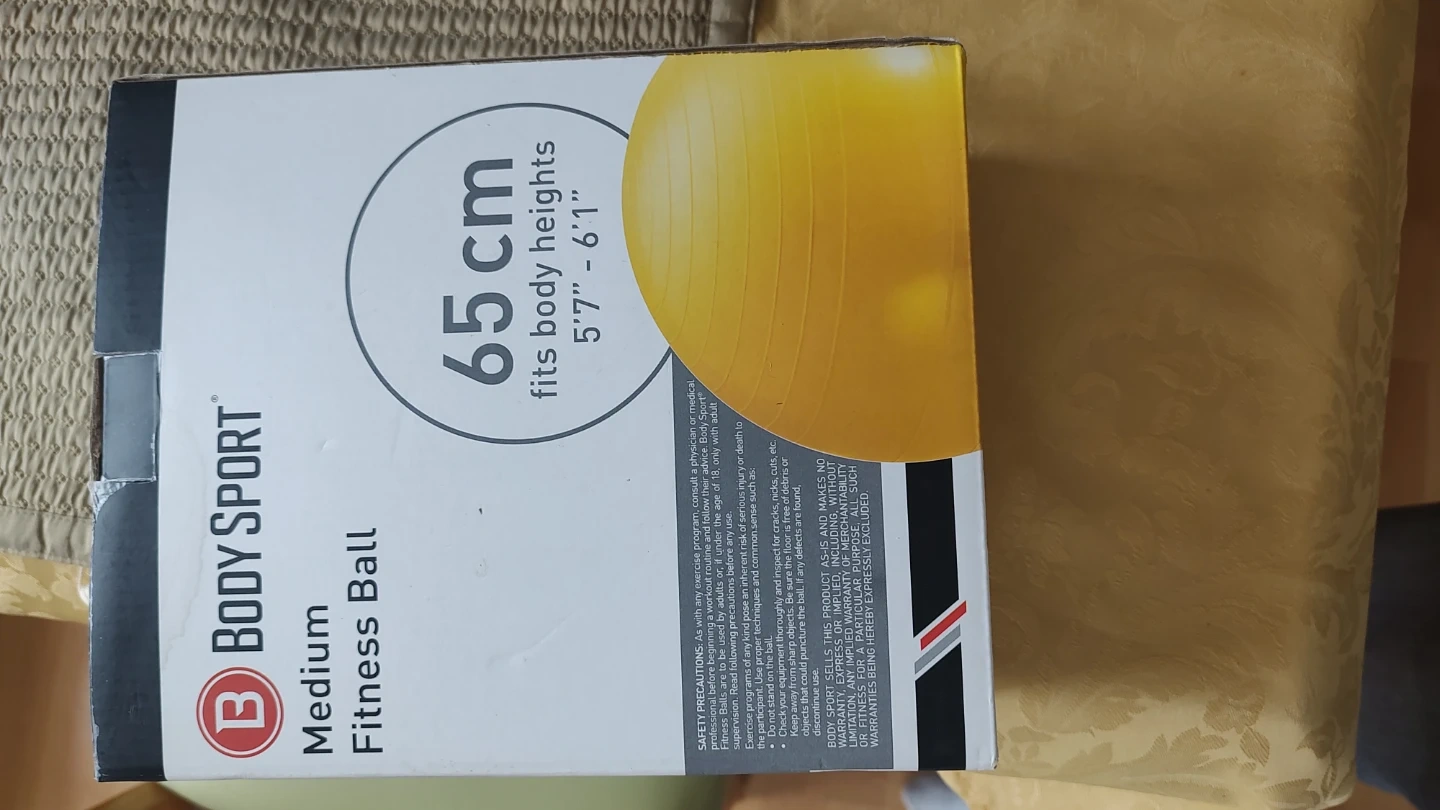 B BODY SPORT®
Medium
Fitness Ball
65 cm
fits body heights
5'7" - 6'1"
SAFETY PRECAUTIONS: As with any exercise program, consult a physician or medical
professional before beginning a workout routine and follow their advice. Body Sport®
Fitness Balls are to be used by adults or, if under the age of 18, only with adult
supervision. Read following precautions before any use.
Exercise programs of any kind pose an inherent risk of serious injury or death to
the participant. Use proper techniques and common sense such as:
• Do not stand on the ball.
• Check your equipment thoroughly and inspect for cracks, nicks, cuts, etc.
Keep away from sharp objects. Be sure the floor is free of debris or
objects that could puncture the ball. If any defects are found,
discontinue use.
BODY SPORT SELLS THIS PRODUCT AS-IS AND MAKES NO
WARRANTY, EXPRESS OR IMPLIED, INCLUDING, WITHOUT
LIMITATION, ANY IMPLIED WARRANTY OF MERCHANTABILITY
OR FITNESS FOR A PARTICULAR PURPOSE, ALL SUCH
WARRANTIES BEING HEREBY EXPRESSLY EXCLUDED.